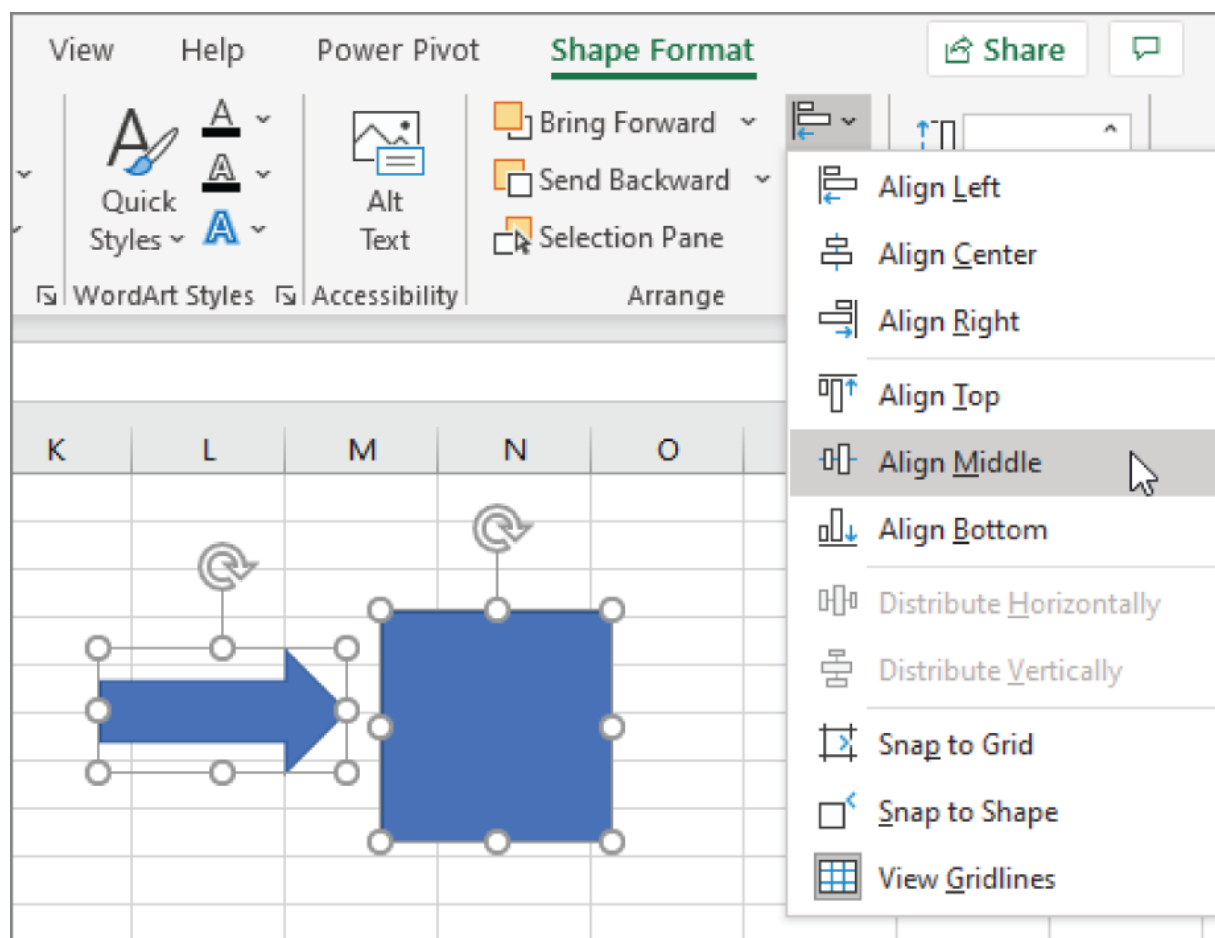 View Help Power Pivot Shape Format Share
Bring Forward
Send Backward
Selection Pane
Quick
Styles
Alt
Text
WordArt Styles Accessibility Arrange
Align Left
Align Center
Align Right
Align Top
Align Middle
Align Bottom
Distribute Horizontally
Distribute Vertically
Snap to Grid
Snap to Shape
View Gridlines
K L M N O